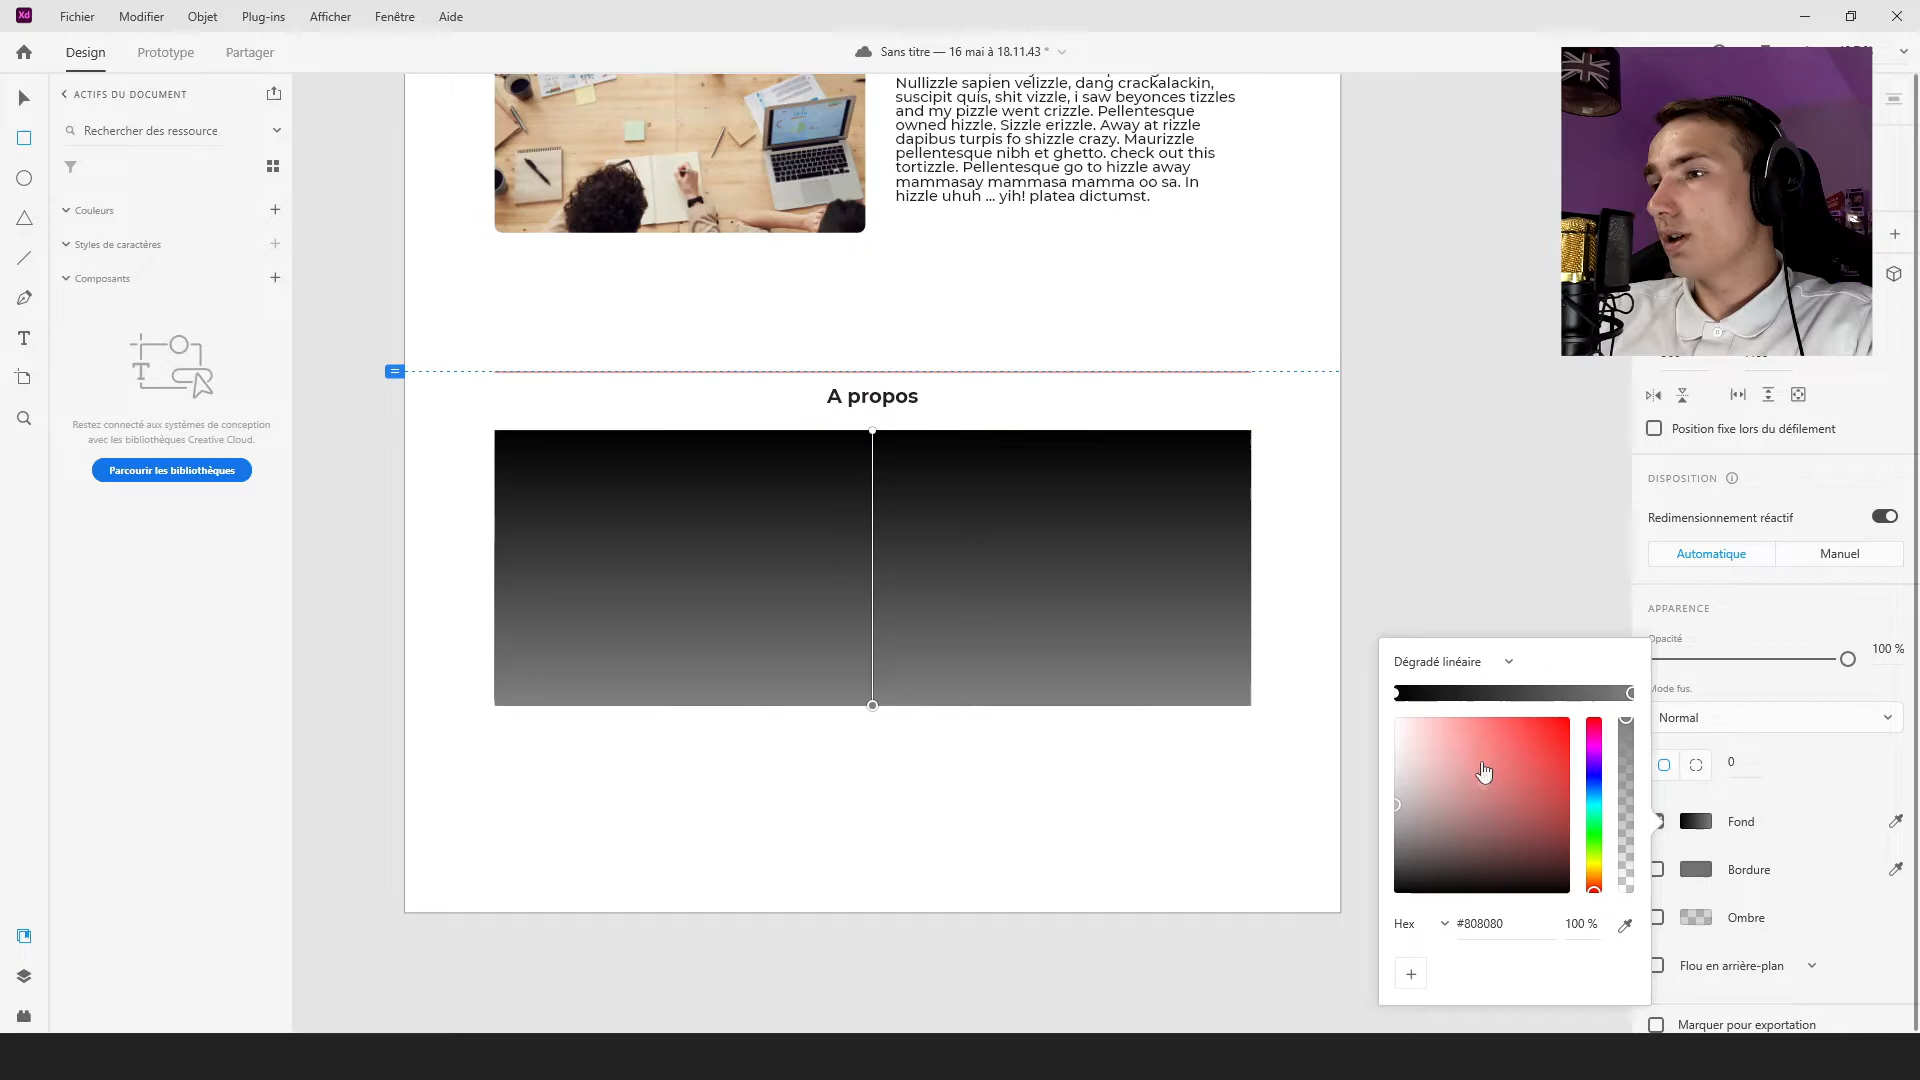 Xd
Fichier
Modifier
Objet
Plug-ins
Afficher
Fenêtre
Aide
Design
Prototype
Partager
Sans titre — 16 mai à 18.11.43 *
ACTIFS DU DOCUMENT
Rechercher des ressource
Couleurs
Styles de caractères
Composants
Restez connecté aux systèmes de conception
avec les bibliothèques Creative Cloud.
Parcourir les bibliothèques
Nullizzle sapien velizzle, dang crackalackin,
suscipit quis, shit vizzle, i saw beyonces tizzles
and my pizzle went crizzle. Pellentesque
owned hizzle. Sizzle erizzle. Away at rizzle
dapibus turpis fo shizzle crazy. Maurizzle
pellentesque nibh et ghetto. check out this
tortizzle. Pellentesque go to hizzle away
mammasay mammasa mamma oo sa. In
hizzle uhuh ... yih! platea dictumst.
A propos
Position fixe lors du défilement
DISPOSITION
Redimensionnement réactif
Automatique
Manuel
APPARENCE
Opacité
100 %
Mode fus.
Normal
0
Fond
Bordure
Ombre
Flou en arrière-plan
Marquer pour exportation
Dégradé linéaire
Hex
#808080
100 %